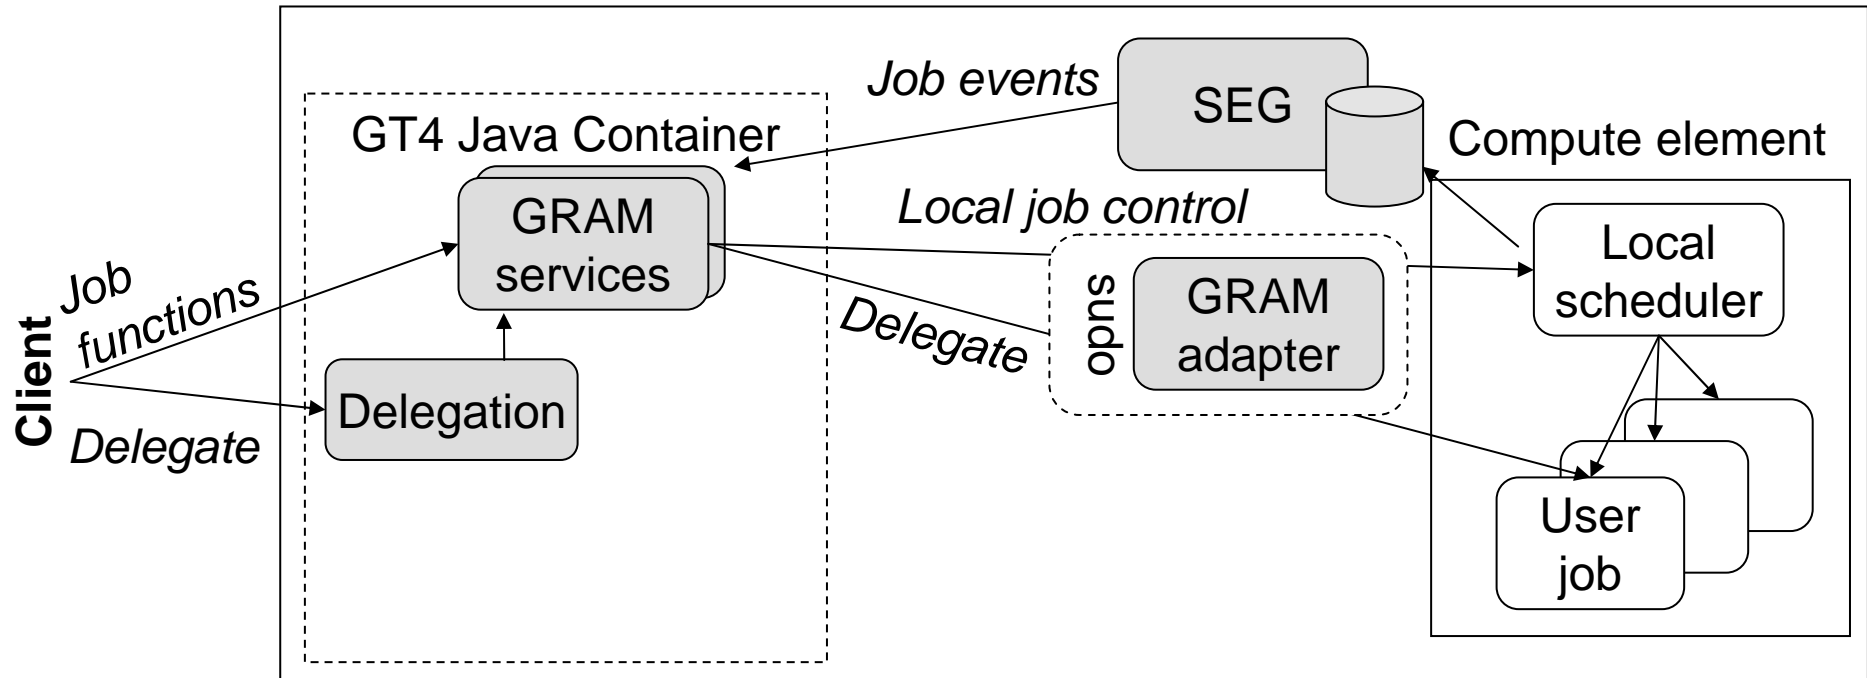 Client
Job
functions
Delegate
GT4 Java Container
GRAM
services
Delegation
Job events
SEG
Local job control
Delegate
sudo
GRAM
adapter
Compute element
Local
scheduler
User
job